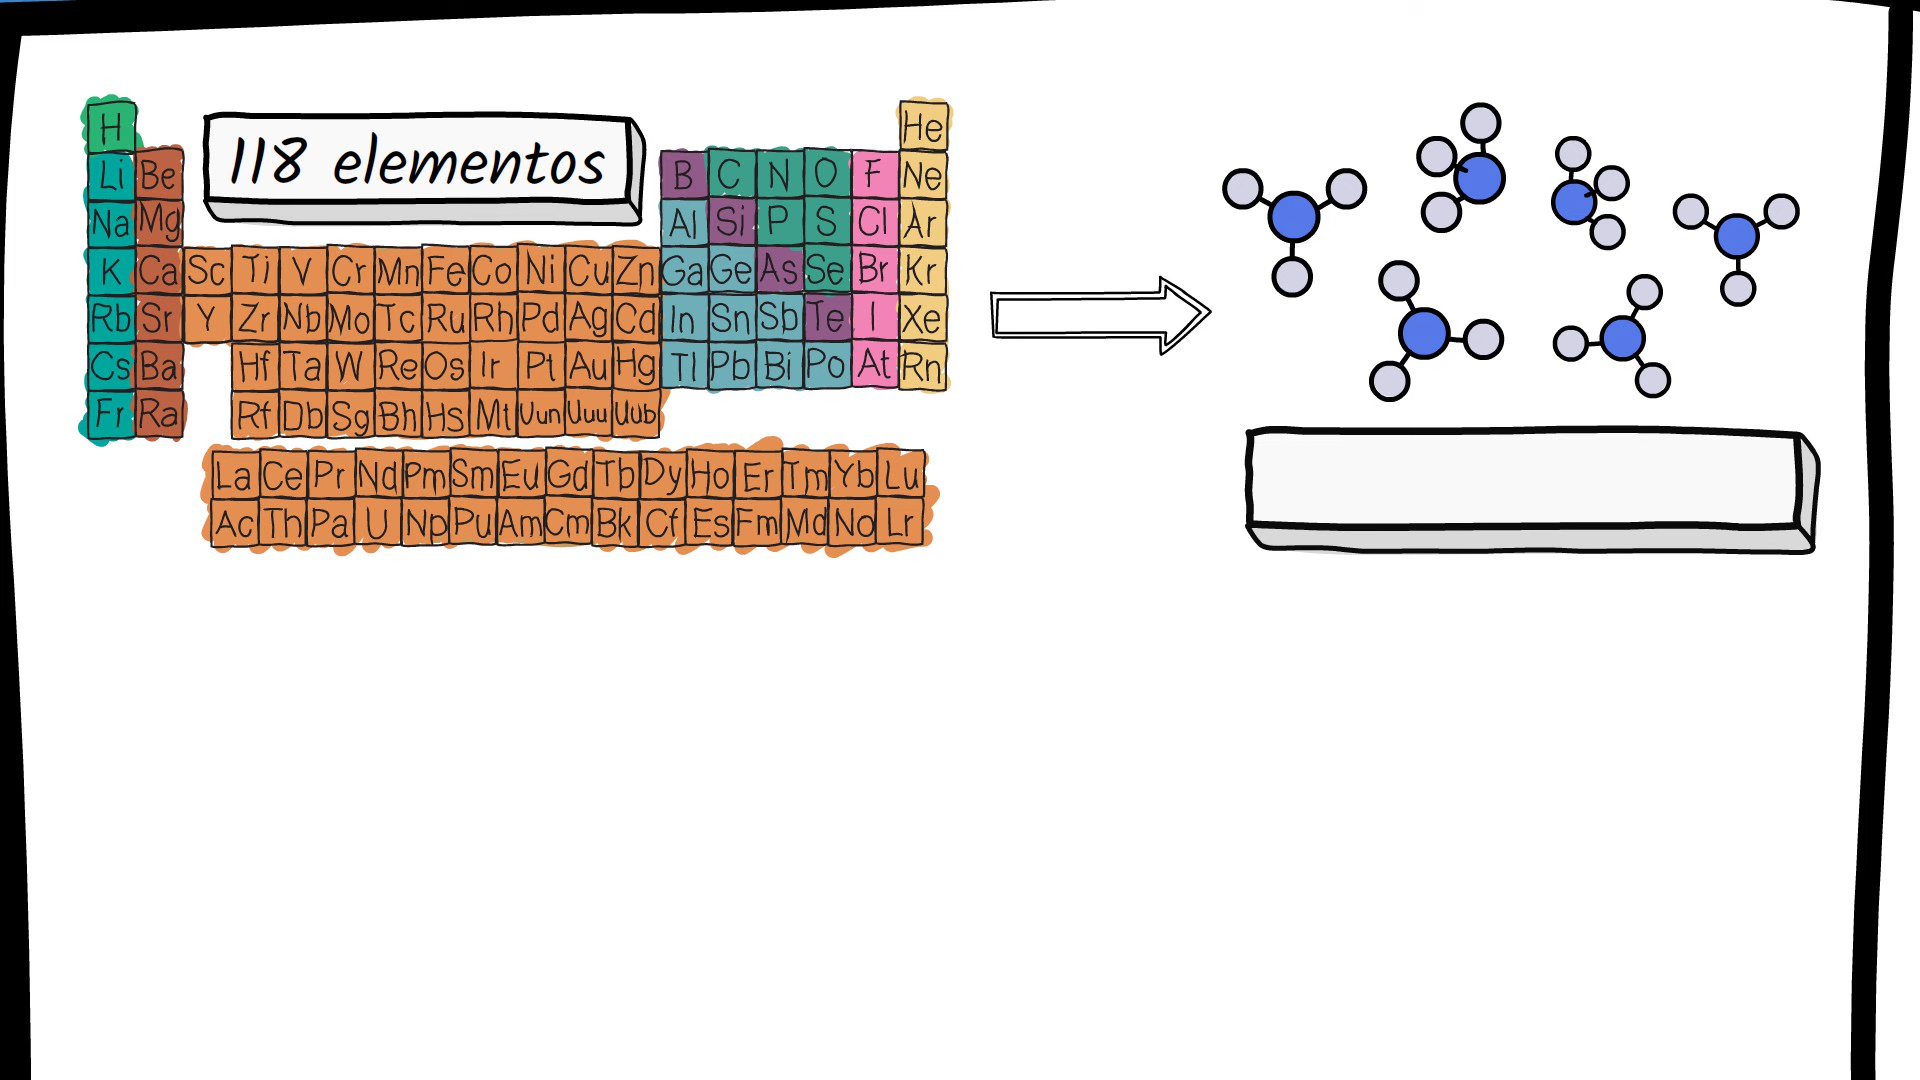 H He
118 elementos
Li Be B C N O F Ne
Na Mg Al Si P S Cl Ar
K Ca Sc Ti V Cr Mn Fe Co Ni Cu Zn Ga Ge As Se Br Kr
Rb Sr Y Zr Nb Mo Tc Ru Rh Pd Ag Cd In Sn Sb Te I Xe
Cs Ba Hf Ta W Re Os Ir Pt Au Hg Tl Pb Bi Po At Rn
Fr Ra Rf Db Sg Bh Hs Mt Uun Uuu Uub
La Ce Pr Nd Pm Sm Eu Gd Tb Dy Ho Er Tm Yb Lu
Ac Th Pa U Np Pu Am Cm Bk Cf Es Fm Md No Lr